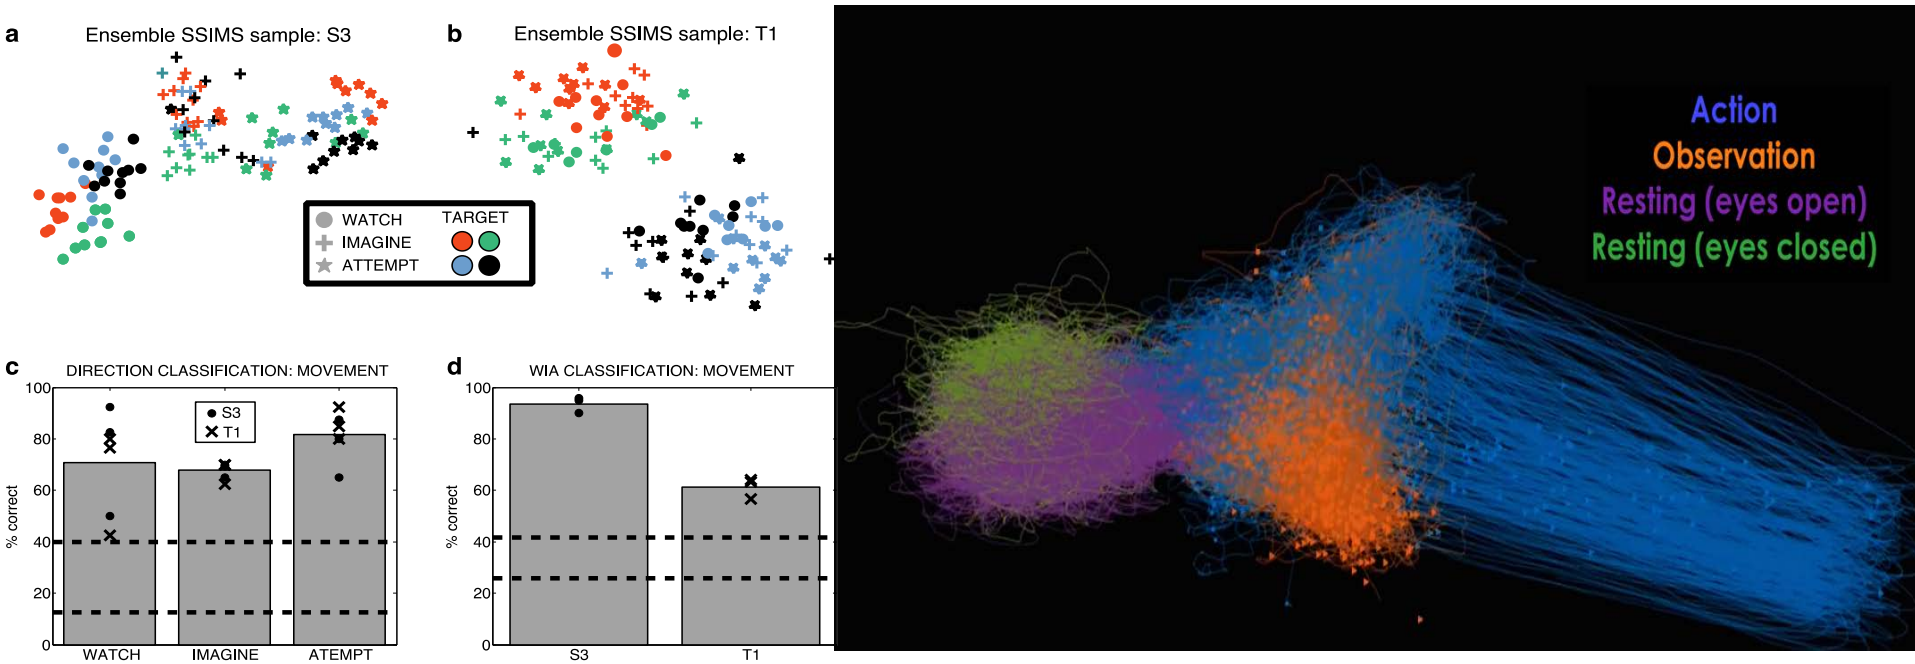 a
Ensemble SSIMS sample: S3
b
Ensemble SSIMS sample: T1
WATCH
IMAGINE
ATTEMPT
TARGET
c
DIRECTION CLASSIFICATION: MOVEMENT
% correct
100
80
60
40
20
0
S3
T1
WATCH
IMAGINE
ATEMPT
d
WIA CLASSIFICATION: MOVEMENT
% correct
100
80
60
40
20
0
S3
T1
Action
Observation
Resting (eyes open)
Resting (eyes closed)